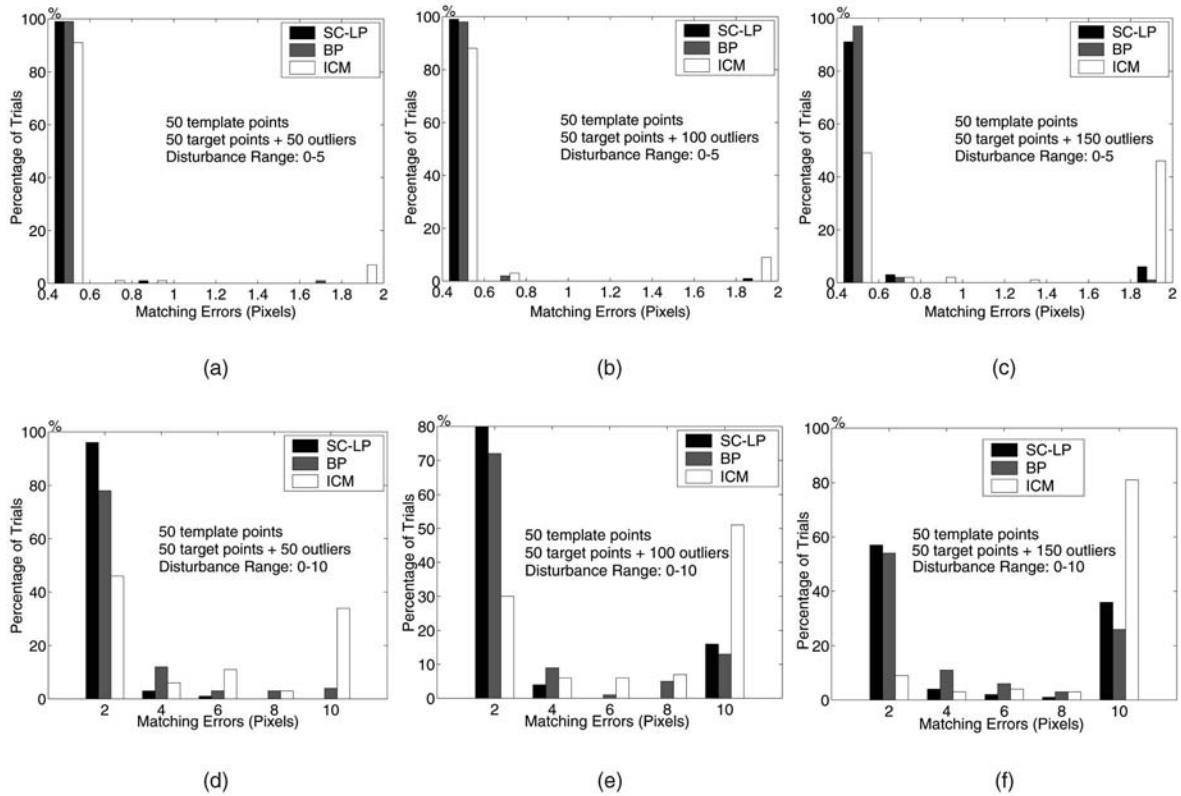 %
100
80
60
40
20
0
Percentage of Trials
SC-LP
BP
ICM
50 template points
50 target points + 50 outliers
Disturbance Range: 0-5
0.4 0.6 0.8 1 1.2 1.4 1.6 1.8 2
Matching Errors (Pixels)
(a)
%
100
80
60
40
20
0
Percentage of Trials
SC-LP
BP
ICM
50 template points
50 target points + 100 outliers
Disturbance Range: 0-5
0.4 0.6 0.8 1 1.2 1.4 1.6 1.8 2
Matching Errors (Pixels)
(b)
%
100
80
60
40
20
0
Percentage of Trials
SC-LP
BP
ICM
50 template points
50 target points + 150 outliers
Disturbance Range: 0-5
0.4 0.6 0.8 1 1.2 1.4 1.6 1.8 2
Matching Errors (Pixels)
(c)
%
100
80
60
40
20
0
Percentage of Trials
SC-LP
BP
ICM
50 template points
50 target points + 50 outliers
Disturbance Range: 0-10
2 4 6 8 10
Matching Errors (Pixels)
(d)
%
80
70
60
50
40
30
20
10
0
Percentage of Trials
SC-LP
BP
ICM
50 template points
50 target points + 100 outliers
Disturbance Range: 0-10
2 4 6 8 10
Matching Errors (Pixels)
(e)
%
100
80
60
40
20
0
Percentage of Trials
SC-LP
BP
ICM
50 template points
50 target points + 150 outliers
Disturbance Range: 0-10
2 4 6 8 10
Matching Errors (Pixels)
(f)